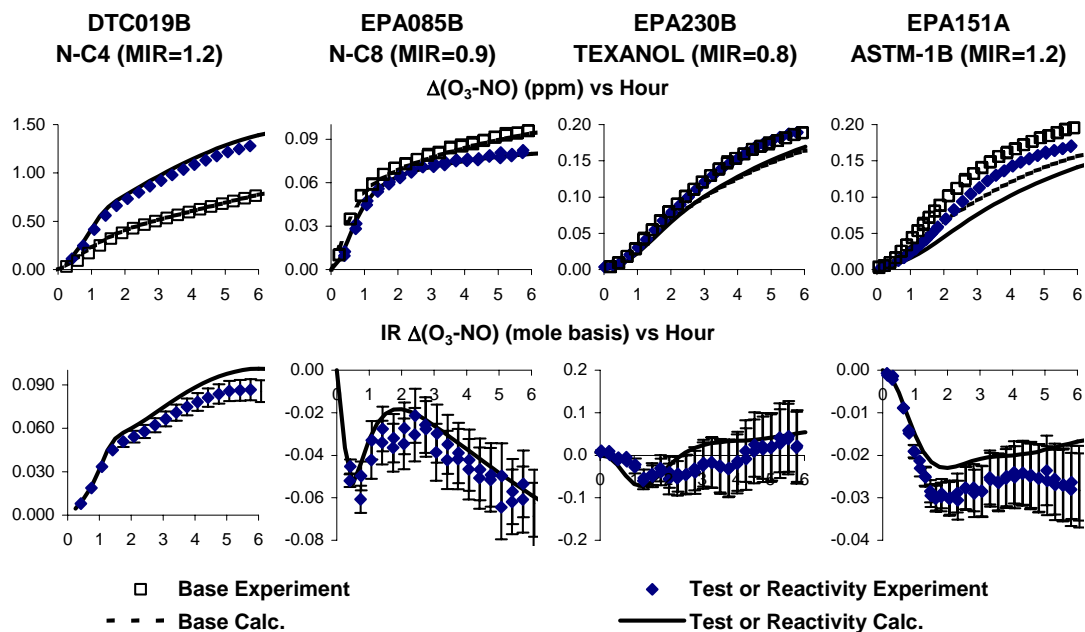 DTC019B EPA085B EPA230B EPA151A
N-C4 (MIR=1.2) N-C8 (MIR=0.9) TEXANOL (MIR=0.8) ASTM-1B (MIR=1.2)
Δ(O₃-NO) (ppm) vs Hour
1.50 0.09 0.20 0.20
1.00 0.06 0.15 0.15
0.50 0.03 0.10 0.10
0.00 0.00 0.05 0.05
0.00 0.00
0 1 2 3 4 5 6 0 1 2 3 4 5 6 0 1 2 3 4 5 6 0 1 2 3 4 5 6
IR Δ(O₃-NO) (mole basis) vs Hour
0.090 0.00 0.2 0.00
0.060 -0.02 0.1 -0.01
0.030 -0.04 0.0 -0.02
0.000 -0.06 -0.1 -0.03
-0.08 -0.2 -0.04
0 1 2 3 4 5 6 0 1 2 3 4 5 6 0 1 2 3 4 5 6 0 1 2 3 4 5 6
Base Experiment Test or Reactivity Experiment
Base Calc. Test or Reactivity Calc.